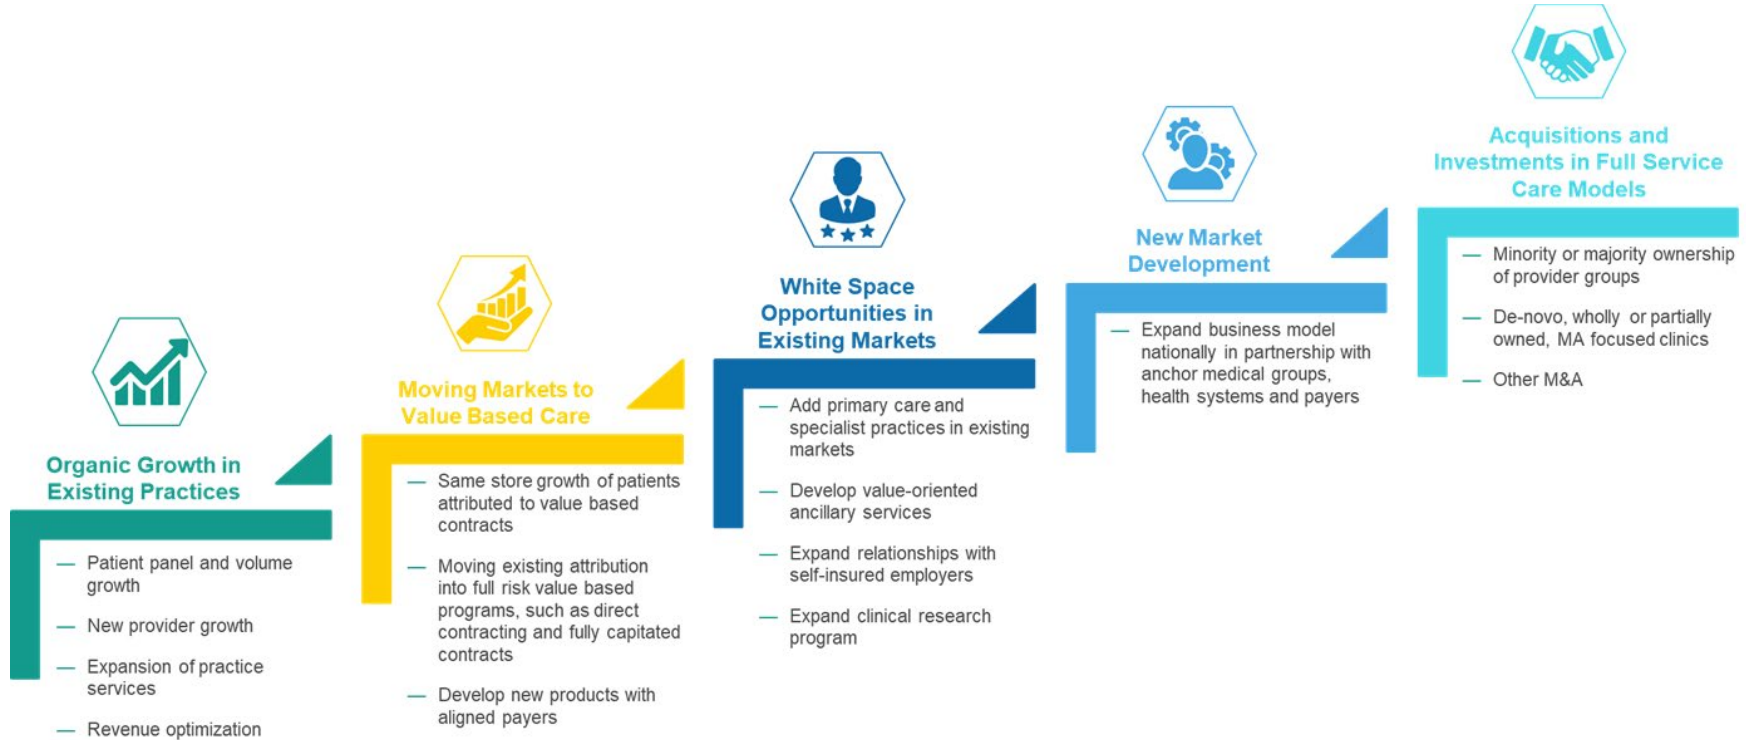 Organic Growth in
Existing Practices
— Patient panel and volume
growth
— New provider growth
— Expansion of practice
services
— Revenue optimization
Moving Markets to
Value Based Care
— Same store growth of patients
attributed to value based
contracts
— Moving existing attribution
into full risk value based
programs, such as direct
contracting and fully capitated
contracts
— Develop new products with
aligned payers
White Space
Opportunities in
Existing Markets
— Add primary care and
specialist practices in existing
markets
— Develop value-oriented
ancillary services
— Expand relationships with
self-insured employers
— Expand clinical research
program
New Market
Development
— Expand business model
nationally in partnership with
anchor medical groups,
health systems and payers
Acquisitions and
Investments in Full Service
Care Models
— Minority or majority ownership
of provider groups
— De-novo, wholly or partially
owned, MA focused clinics
— Other M&A